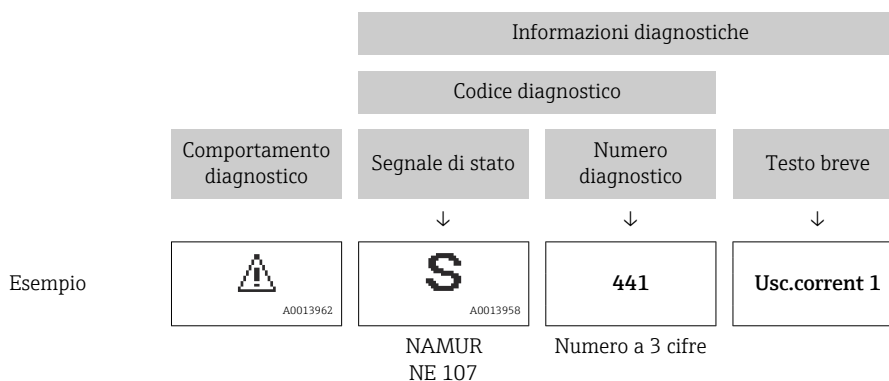 Informazioni diagnostiche
Codice diagnostico
Comportamento
diagnostico
Segnale di stato
Numero
diagnostico
Testo breve
↓ ↓ ↓
Esempio
A0013962
S
A0013958
441
Usc.corrent 1
NAMUR
NE 107
Numero a 3 cifre